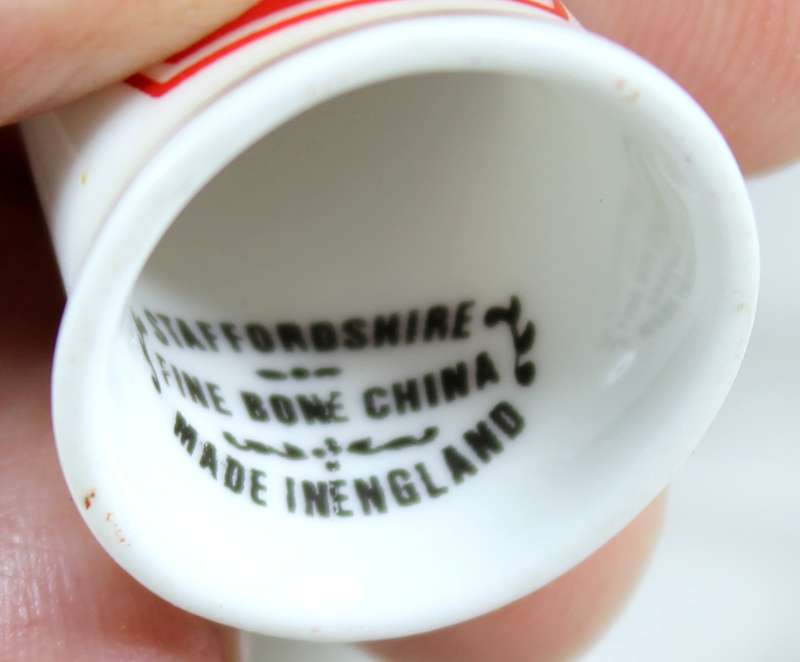 STAFFORDSHIRE
FINE BONE CHINA
MADE IN ENGLAND